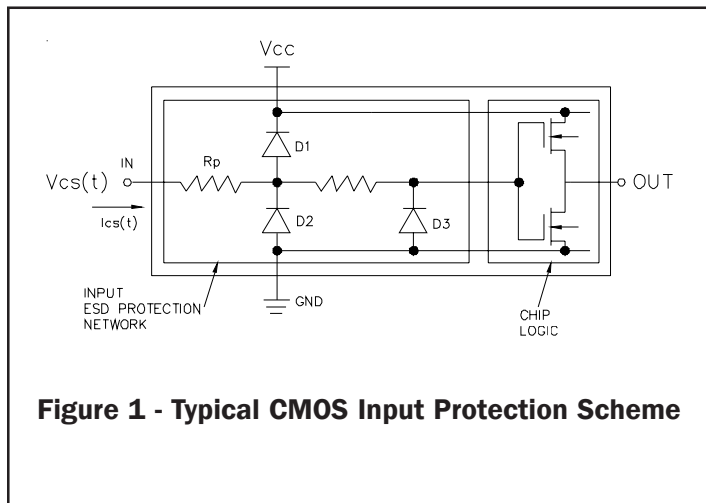 Vcc
D1
Rp
IN
Vcs(t)
Ics(t)
D2
D3
OUT
GND
INPUT
ESD PROTECTION
NETWORK
CHIP
LOGIC
Figure 1 - Typical CMOS Input Protection Scheme